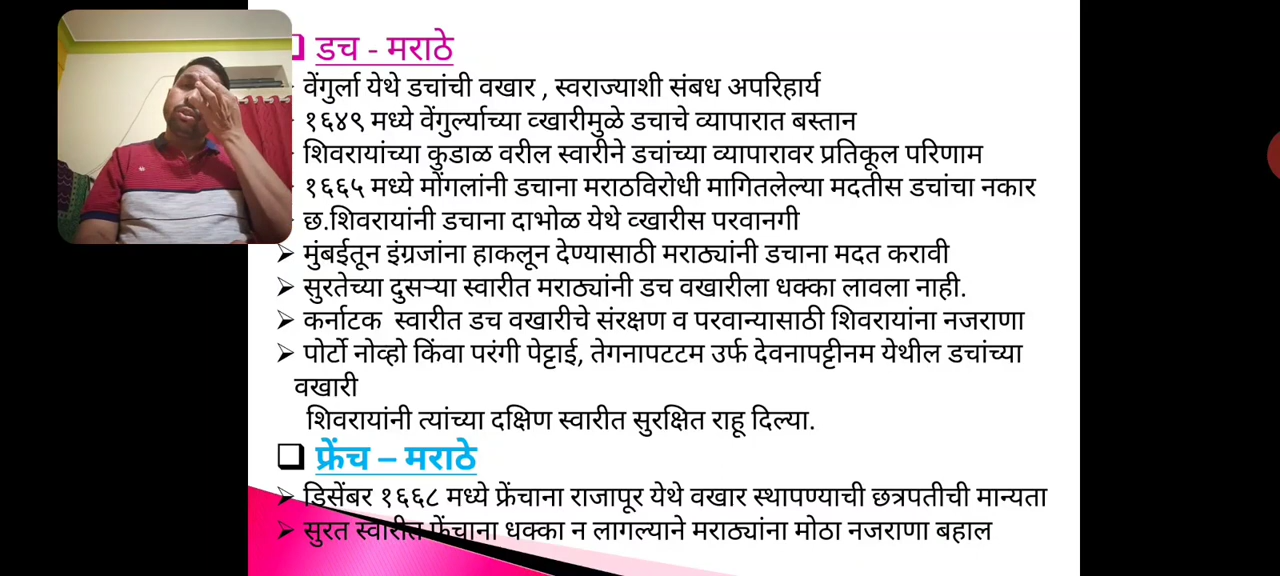 डच - मराठे
वेंगुर्ला येथे डचांची वखार , स्वराज्याशी संबध अपरिहार्य
१६४९ मध्ये वेंगुर्ल्याच्या व्खारीमुळे डचाचे व्यापारात बस्तान
शिवरायांच्या कुडाळ वरील स्वारीने डचांच्या व्यापारावर प्रतिकूल परिणाम
१६६५ मध्ये मोंगलांनी डचाना मराठविरोधी मागितलेल्या मदतीस डचांचा नकार
छ.शिवरायांनी डचाना दाभोळ येथे व्खारीस परवानगी
➢ मुंबईतून इंग्रजांना हाकलून देण्यासाठी मराठ्यांनी डचाना मदत करावी
➢ सुरतेच्या दुसऱ्या स्वारीत मराठ्यांनी डच वखारीला धक्का लावला नाही.
➢ कर्नाटक स्वारीत डच वखारीचे संरक्षण व परवान्यासाठी शिवरायांना नजराणा
➢ पोर्टो नोव्हो किंवा परंगी पेट्टाई, तेगनापटटम उर्फ देवनापट्टीनम येथील डचांच्या
वखारी
शिवरायांनी त्यांच्या दक्षिण स्वारीत सुरक्षित राहू दिल्या.
❑ फ्रेंच – मराठे
➢ डिसेंबर १६६८ मध्ये फ्रेंचाना राजापूर येथे वखार स्थापण्याची छत्रपतीची मान्यता
➢ सुरत स्वारीत फ्रेंचाना धक्का न लागल्याने मराठ्यांना मोठा नजराणा बहाल